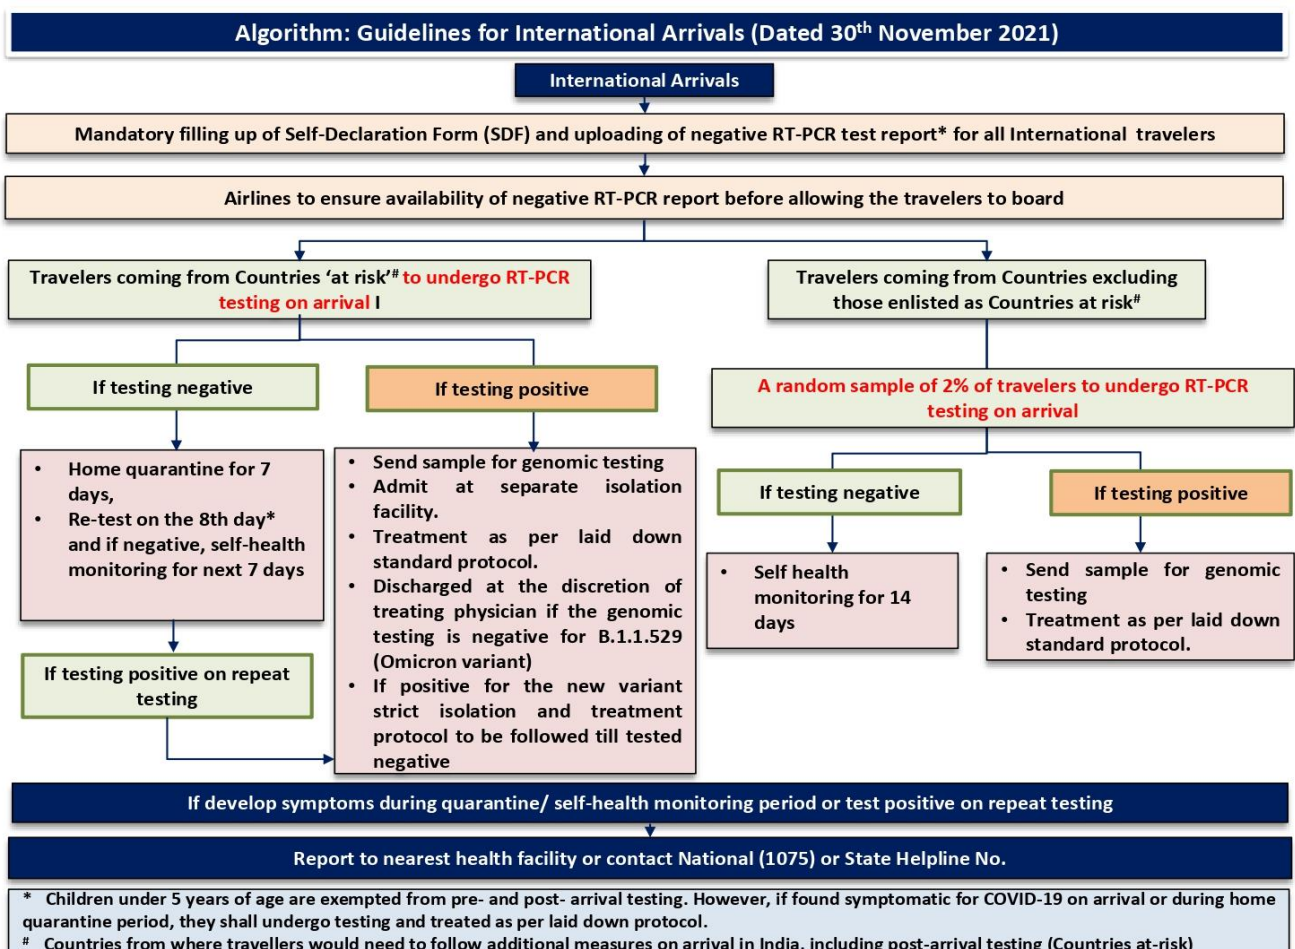 Algorithm: Guidelines for International Arrivals (Dated 30th November 2021)
International Arrivals
Mandatory filling up of Self-Declaration Form (SDF) and uploading of negative RT-PCR test report* for all International travelers
Airlines to ensure availability of negative RT-PCR report before allowing the travelers to board
Travelers coming from Countries ‘at risk’# to undergo RT-PCR
testing on arrival I
If testing negative
• Home quarantine for 7
days,
• Re-test on the 8th day*
and if negative, self-health
monitoring for next 7 days
If testing positive on repeat
testing
If testing positive
• Send sample for genomic testing
• Admit at separate isolation
facility.
• Treatment as per laid down
standard protocol.
• Discharged at the discretion of
treating physician if the genomic
testing is negative for B.1.1.529
(Omicron variant)
• If positive for the new variant
strict isolation and treatment
protocol to be followed till tested
negative
Travelers coming from Countries excluding
those enlisted as Countries at risk#
A random sample of 2% of travelers to undergo RT-PCR
testing on arrival
If testing negative
• Self health
monitoring for 14
days
If testing positive
• Send sample for genomic
testing
• Treatment as per laid down
standard protocol.
If develop symptoms during quarantine/ self-health monitoring period or test positive on repeat testing
Report to nearest health facility or contact National (1075) or State Helpline No.
* Children under 5 years of age are exempted from pre- and post- arrival testing. However, if found symptomatic for COVID-19 on arrival or during home
quarantine period, they shall undergo testing and treated as per laid down protocol.
# Countries from where travellers would need to follow additional measures on arrival in India, including post-arrival testing (Countries at-risk)